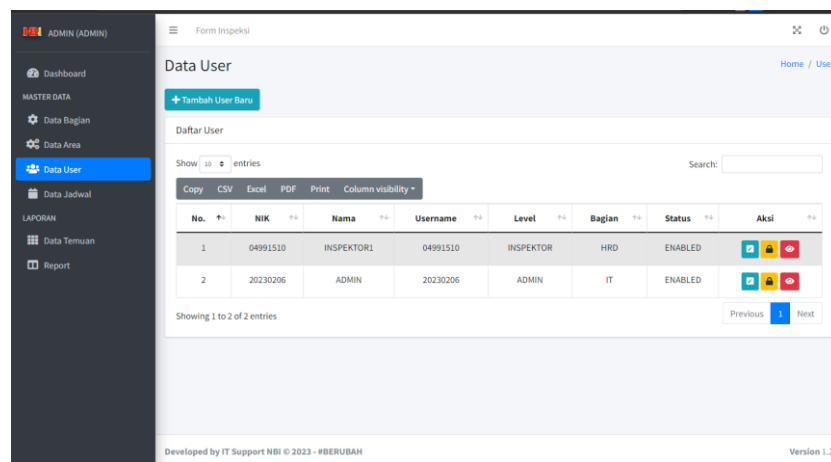 NBI ADMIN (ADMIN)
Form Inspeksi
Dashboard
MASTER DATA
Data Bagian
Data Area
Data User
Data Jadwal
LAPORAN
Data Temuan
Report
Data User
Home / Use
+ Tambah User Baru
Daftar User
Show 10 entries
Search:
Copy CSV Excel PDF Print Column visibility
No. NIK Nama Username Level Bagian Status Aksi
1 04991510 INSPEKTOR1 04991510 INSPEKTOR HRD ENABLED
2 20230206 ADMIN 20230206 ADMIN IT ENABLED
Showing 1 to 2 of 2 entries
Previous 1 Next
Developed by IT Support NBI © 2023 - #BERUBAH
Version 1.